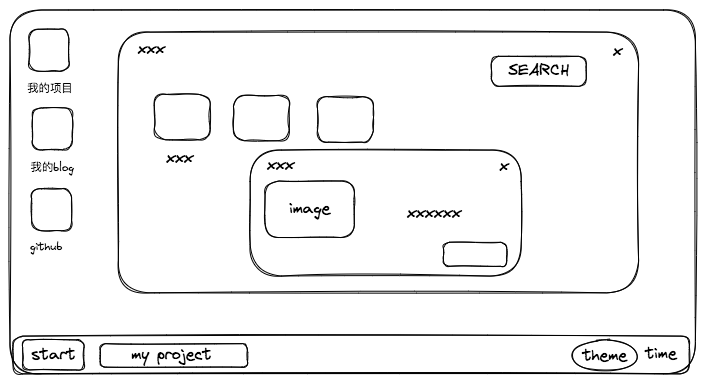 xxx
x
SEARCH
我的项目
xxx
我的blog
xxx
x
image
xxxxxx
github
start
my project
theme
time